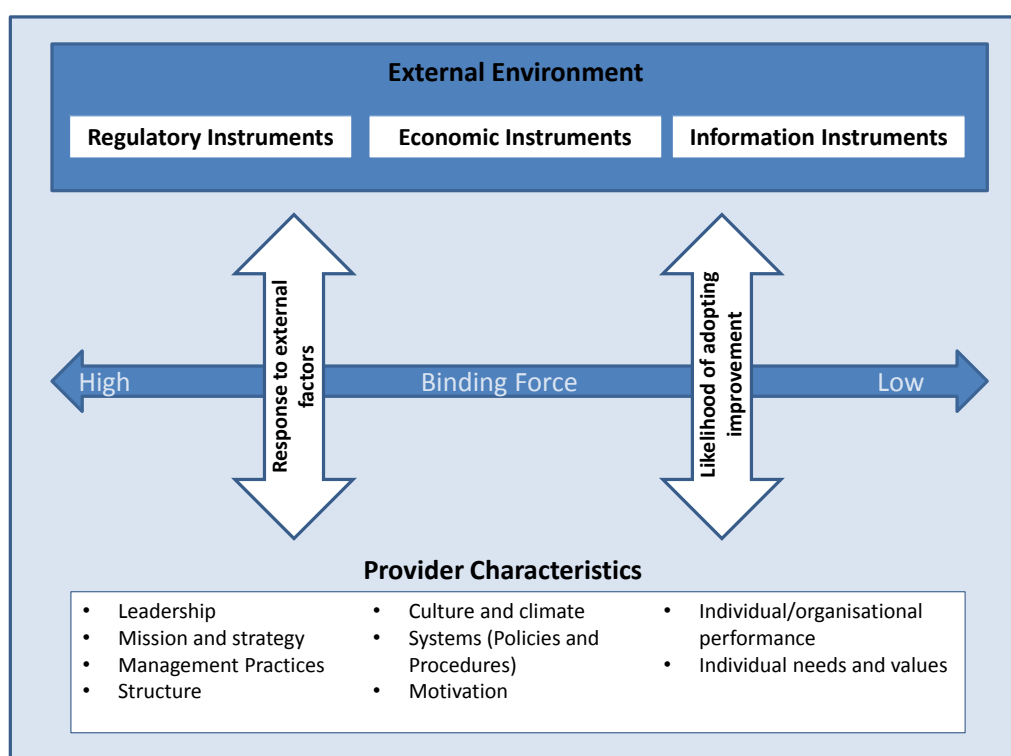 External Environment
Regulatory Instruments
Economic Instruments
Information Instruments
Response to external
factors
Likelihood of adopting
improvement
High
Binding Force
Low
Provider Characteristics
• Leadership
• Mission and strategy
• Management Practices
• Structure
• Culture and climate
• Systems (Policies and
Procedures)
• Motivation
• Individual/organisational
performance
• Individual needs and values